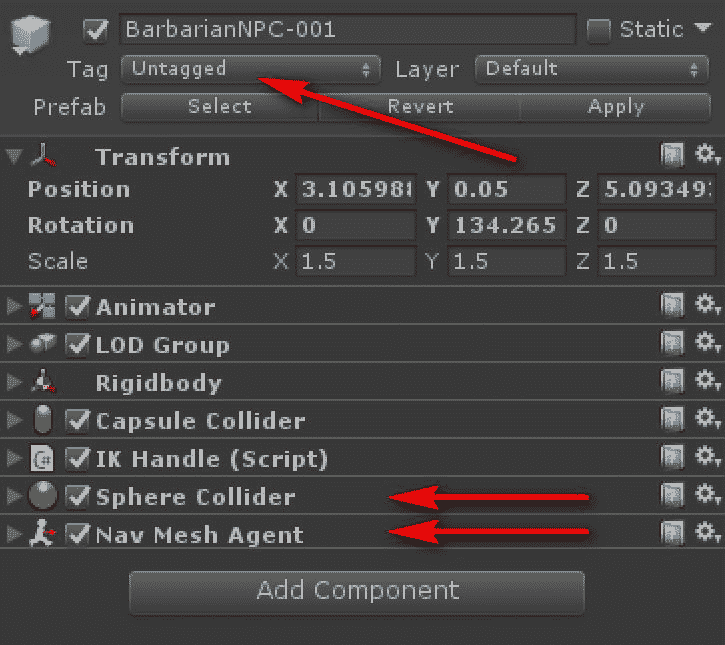 BarbarianNPC-001 Static
Tag Untagged Layer Default
Prefab Select Revert Apply
Transform
Position X 3.105988 Y 0.05 Z 5.093493
Rotation X 0 Y 134.265 Z 0
Scale X 1.5 Y 1.5 Z 1.5
Animator
LOD Group
Rigidbody
Capsule Collider
C# IK Handle (Script)
Sphere Collider
Nav Mesh Agent
Add Component